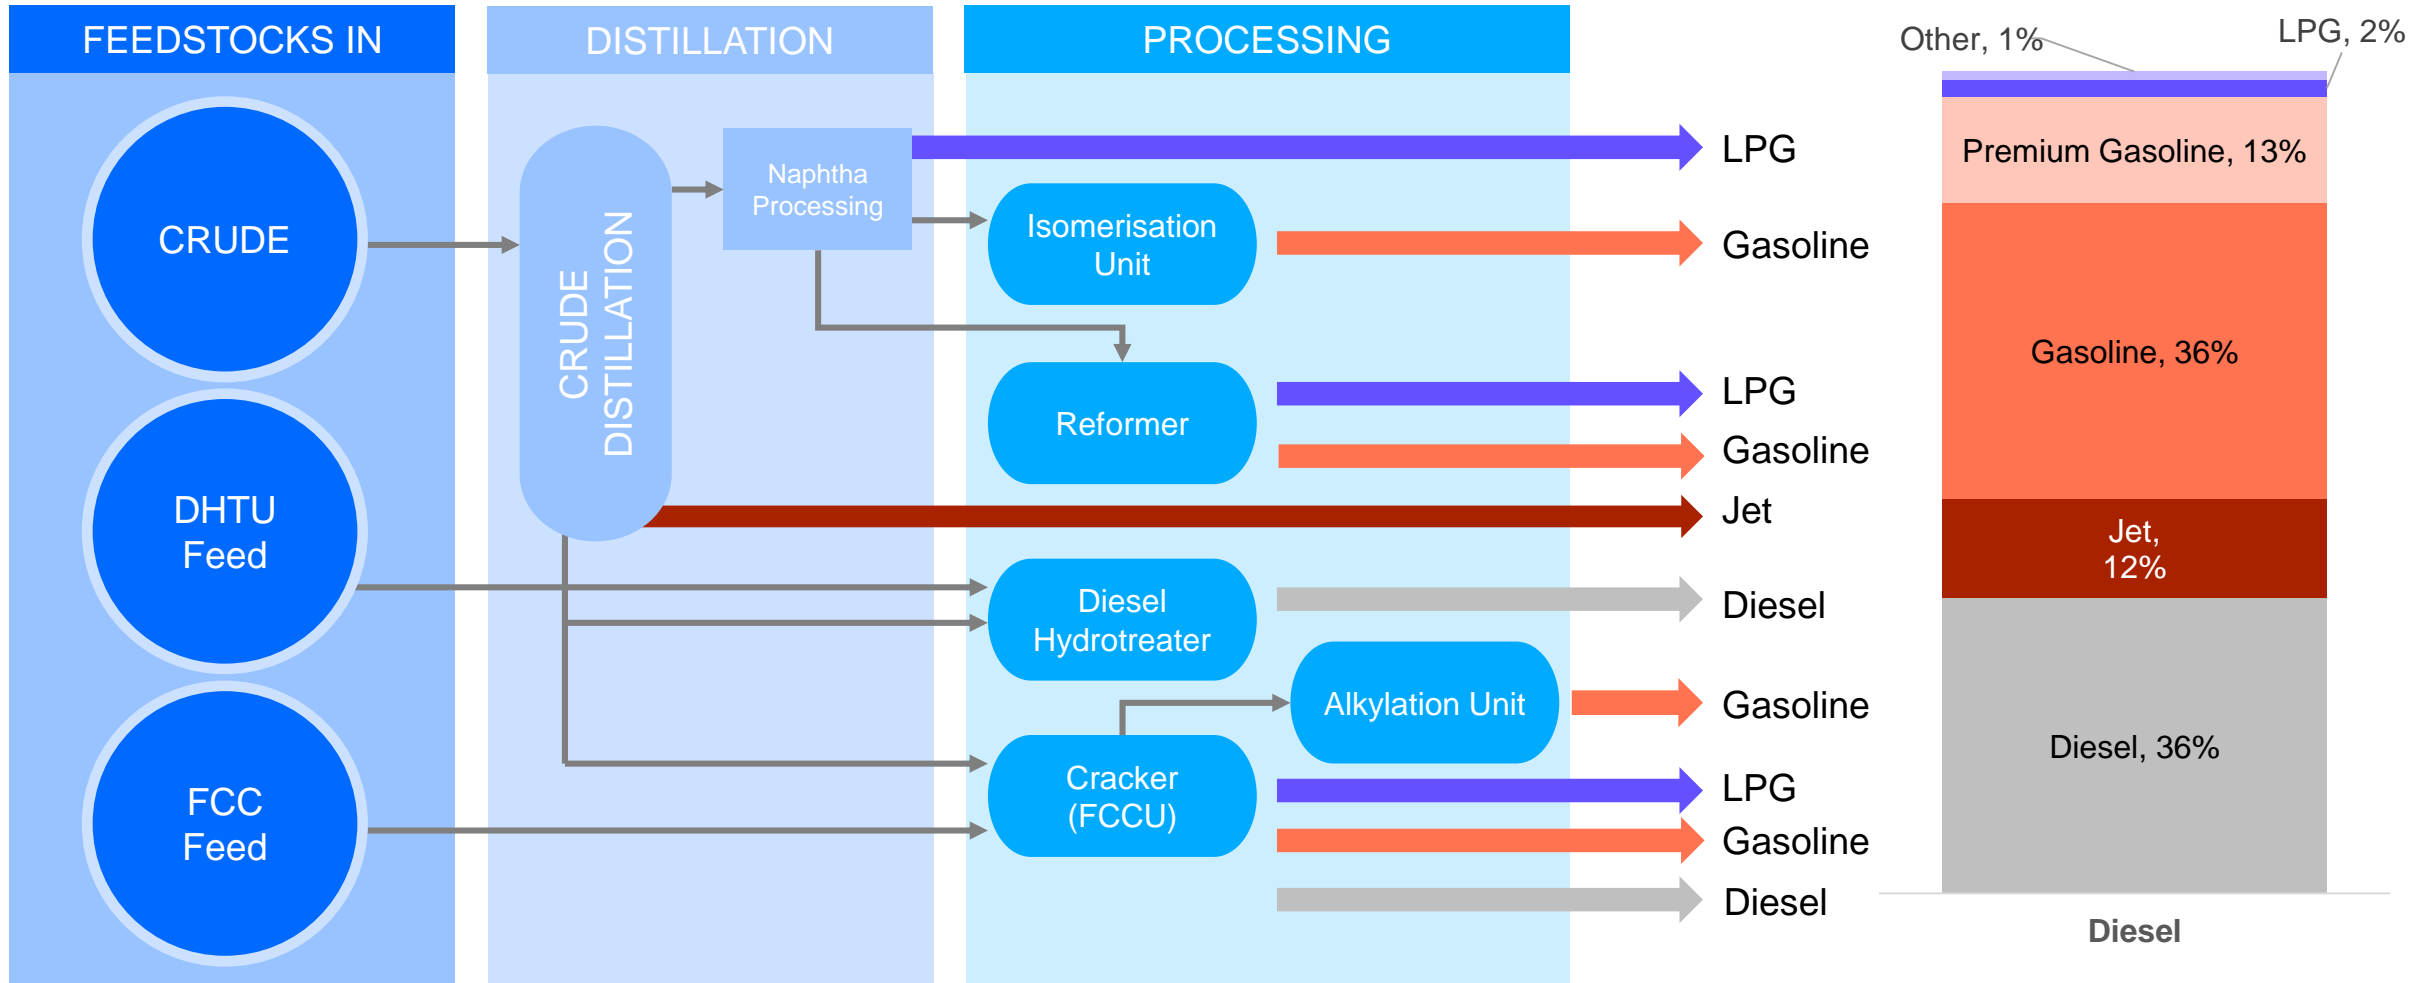 FEEDSTOCKS IN
DISTILLATION
PROCESSING
CRUDE
DHTU
Feed
FCC
Feed
CRUDE
DISTILLATION
Naphtha
Processing
Isomerisation
Unit
Reformer
Diesel
Hydrotreater
Alkylation Unit
Cracker
(FCCU)
LPG
Gasoline
LPG
Gasoline
Jet
Diesel
Gasoline
LPG
Gasoline
Diesel
Other, 1%
LPG, 2%
Premium Gasoline, 13%
Gasoline, 36%
Jet,
12%
Diesel, 36%
Diesel